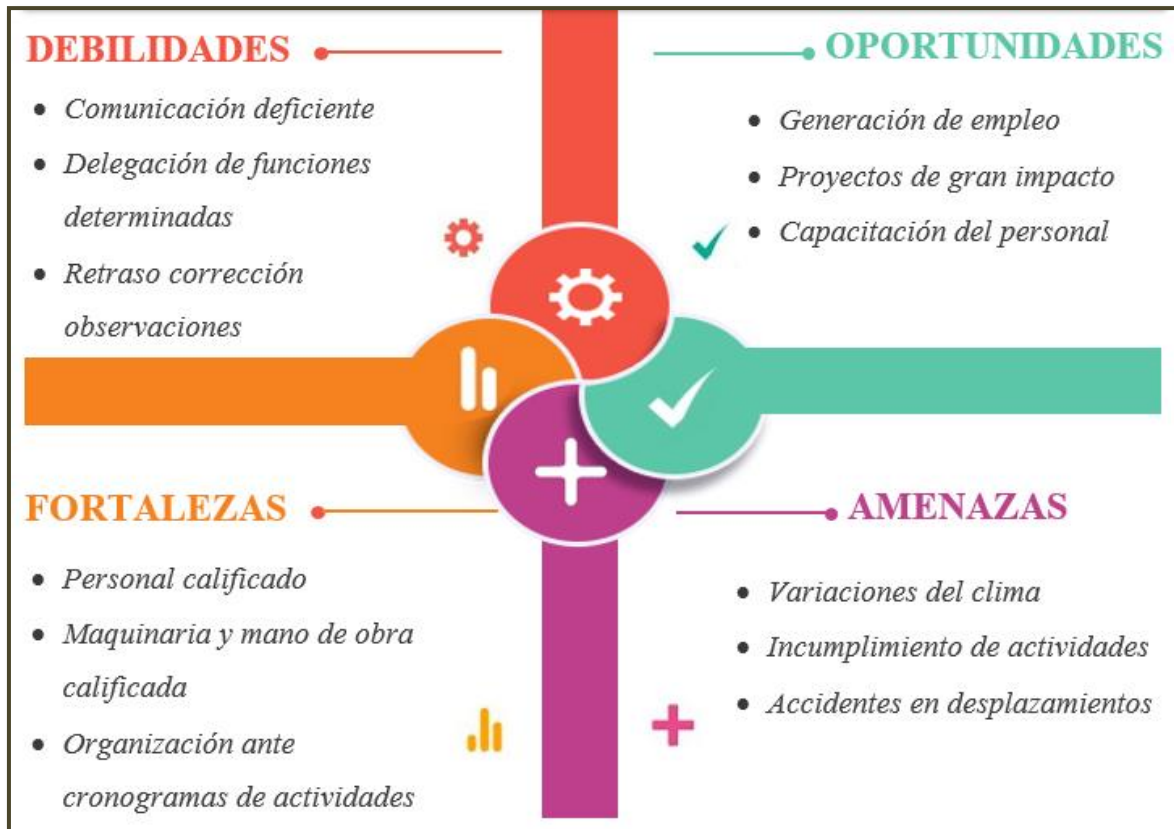 DEBILIDADES
• Comunicación deficiente
• Delegación de funciones
determinadas
• Retraso corrección
observaciones
OPORTUNIDADES
• Generación de empleo
• Proyectos de gran impacto
• Capacitación del personal
FORTALEZAS
• Personal calificado
• Maquinaria y mano de obra
calificada
• Organización ante
cronogramas de actividades
AMENAZAS
• Variaciones del clima
• Incumplimiento de actividades
• Accidentes en desplazamientos